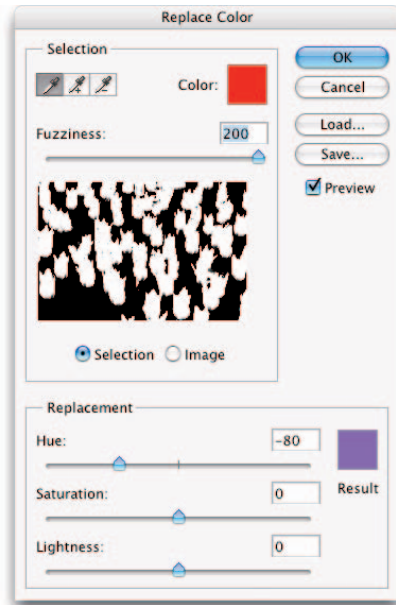 Replace Color
Selection
Color:
Fuzziness: 200
Selection Image
OK
Cancel
Load...
Save...
Preview
Replacement
Hue: -80
Saturation: 0
Result
Lightness: 0